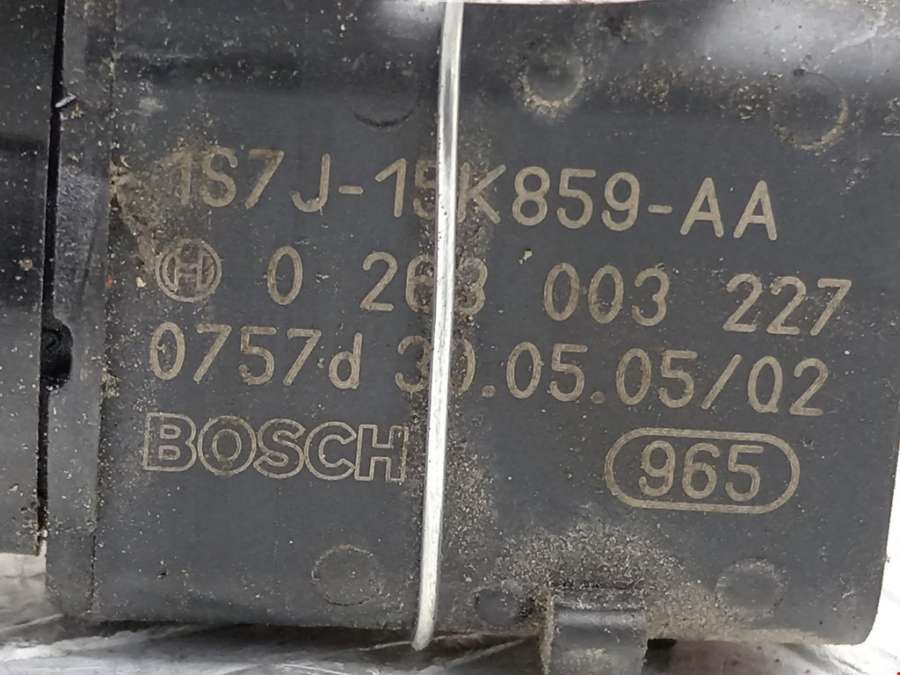 1S7J-15K859-AA
0 263 003 227
0757d 30.05.05/02
BOSCH
965